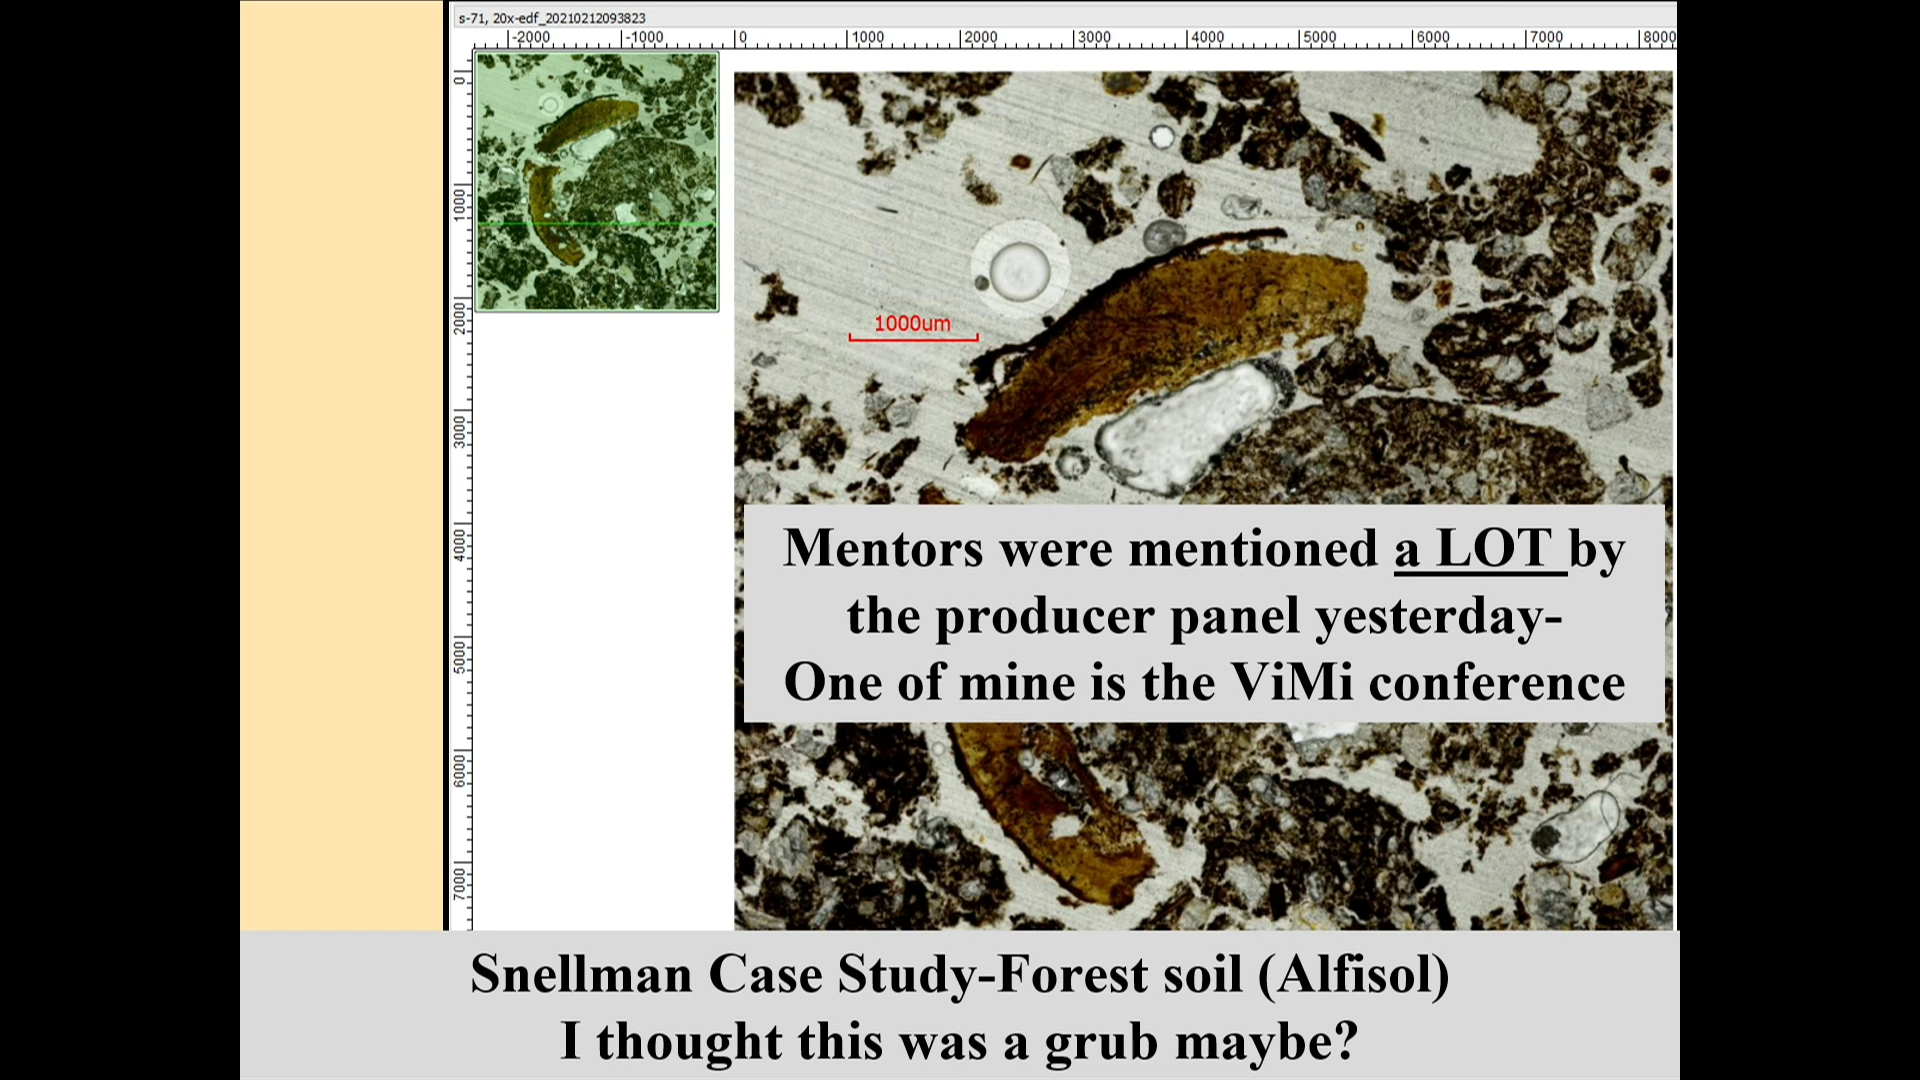 s-71, 20x-edf_20210212093823
-2000 -1000 0 1000 2000 3000 4000 5000 6000 7000 8000
0
1000
2000
3000
4000
5000
6000
7000
1000um
Mentors were mentioned a LOT by
the producer panel yesterday-
One of mine is the ViMi conference
Snellman Case Study-Forest soil (Alfisol)
I thought this was a grub maybe?